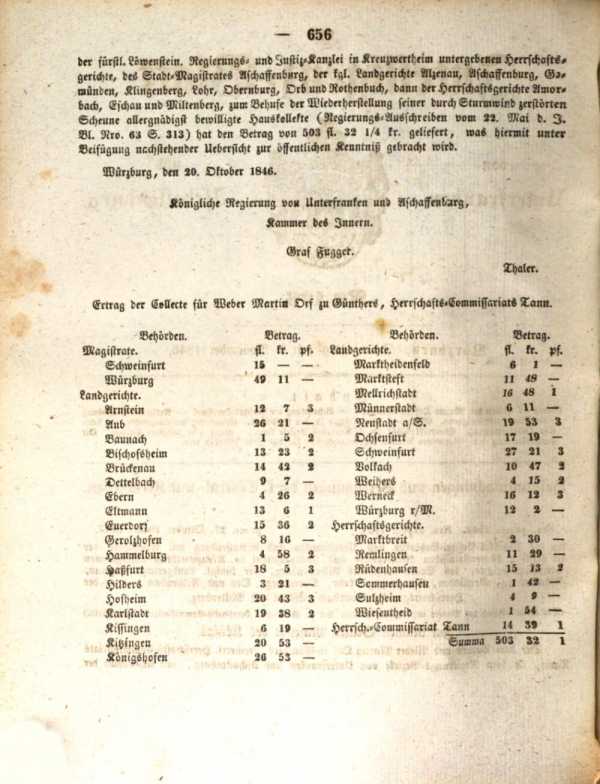 — 656
der fürstl. Löwenstein. Regierungs- und Justiz-Kanzlei in Kreuzwertheim untergebenen Herrschafts-
gerichte, des Stadt-Magistrates Aschaffenburg, der kgl. Landgerichte Alzenau, Aschaffenburg, Ge-
münden, Klingenberg, Lohr, Obernburg, Orb und Rothenbuch, dann der Herrschaftsgerichte Amor-
bach, Eschau und Miltenberg, zum Behufe der Wiederherstellung seiner durch Sturmwind zerstörten
Scheune allergnädigst bewilligte Hauskollekte (Regierungs-Ausschreiben vom 22. Mai d. J.
Bl. Nro. 63 S. 313) hat den Betrag von 503 fl. 32 1/4 kr. geliefert, was hiermit unter
Beifügung nachstehender Uebersicht zur öffentlichen Kenntniß gebracht wird.
Würzburg, den 20. Oktober 1846.
Königliche Regierung von Unterfranken und Aschaffenburg,
Kammer des Innern.
Graf Fugger.
Thaler.
Ertrag der Collecte für Weber Martin Orf zu Günthers, Herrschafts-Commissariats Tann.
Behörden. Betrag.
Magistrate. fl. kr. pf.
Schweinfurt 15 — —
Würzburg 49 11 —
Landgerichte.
Arnstein 12 7 3
Aub 26 21 —
Baunach 1 5 2
Bischofsheim 13 23 2
Brückenau 14 42 2
Dettelbach 9 7 —
Ebern 4 26 2
Eltmann 13 6 1
Euerdorf 15 36 2
Gerolzhofen 8 16 —
Hammelburg 4 58 2
Haßfurt 18 5 3
Hilders 3 21 —
Hofheim 20 43 3
Karlstadt 19 38 2
Kissingen 6 19 —
Kitzingen 20 53 —
Königshofen 26 53 —
Behörden. Betrag.
Landgerichte. fl. kr. pf.
Marktheidenfeld 6 1 —
Marktsteft 11 48 —
Mellrichstadt 16 48 1
Münnerstadt 6 11 —
Neustadt a/S. 19 53 3
Ochsenfurt 17 19 —
Schweinfurt 27 21 3
Volkach 10 47 2
Weihers 4 15 2
Werneck 16 12 3
Würzburg r/M. 12 2 —
Herrschaftsgerichte.
Marktbreit 2 30 —
Remlingen 11 29 —
Rüdenhausen 15 13 2
Sommerhausen 1 42 —
Sulzheim 4 9 —
Wiesentheid 1 54 —
Herrsch.-Commissariat Tann 14 39 1
Summa 503 32 1